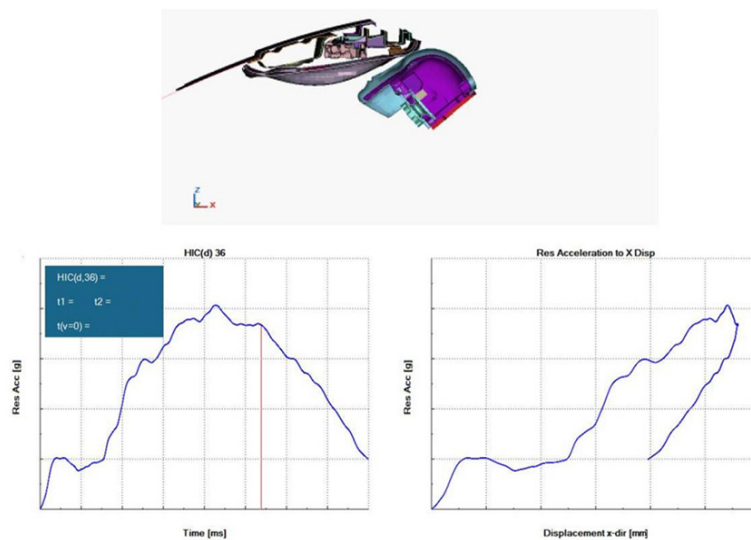 Z
X
HIC(d) 36
HIC(d,36) =
t1 = t2 =
t(v=0) =
Res Acc [g]
Time [ms]
Res Acceleration to X Disp
Res Acc [g]
Displacement x-dir [mm]